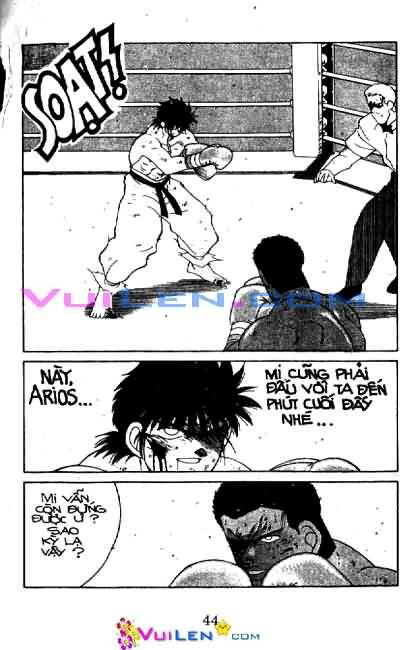 SOẠT!!
VUILEN.COM
NÀY,
ARIOS...
MI CŨNG PHẢI
ĐẤU VỚI TA ĐẾN
PHÚT CUỐI ĐẤY
NHÉ...
MI VẪN
CÒN ĐỨNG
ĐƯỢC Ư ?
SAO
KỲ LẠ
VẬY ?
44
VUILEN
.COM